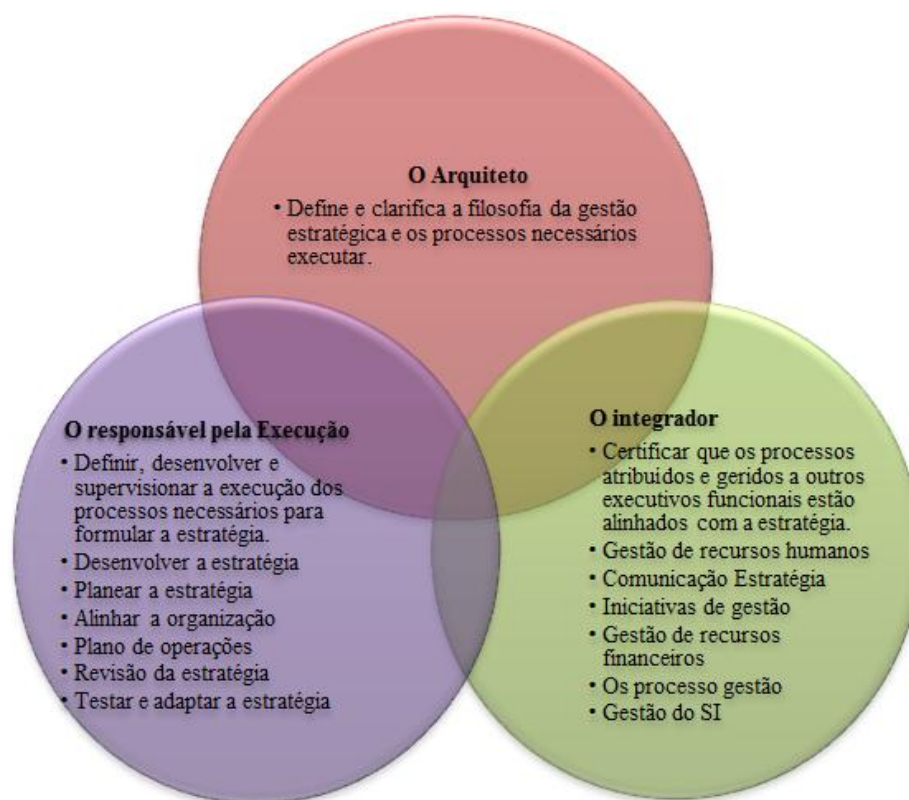 O Arquiteto
• Define e clarifica a filosofia da gestão
estratégica e os processos necessários
executar.
O responsável pela Execução
• Definir, desenvolver e
supervisionar a execução dos
processos necessários para
formular a estratégia.
• Desenvolver a estratégia
• Planear a estratégia
• Alinhar a organização
• Plano de operações
• Revisão da estratégia
• Testar e adaptar a estratégia
O integrador
• Certificar que os processos
atribuídos e geridos a outros
executivos funcionais estão
alinhados com a estratégia.
• Gestão de recursos humanos
• Comunicação Estratégia
• Iniciativas de gestão
• Gestão de recursos
financeiros
• Os processo gestão
• Gestão do SI